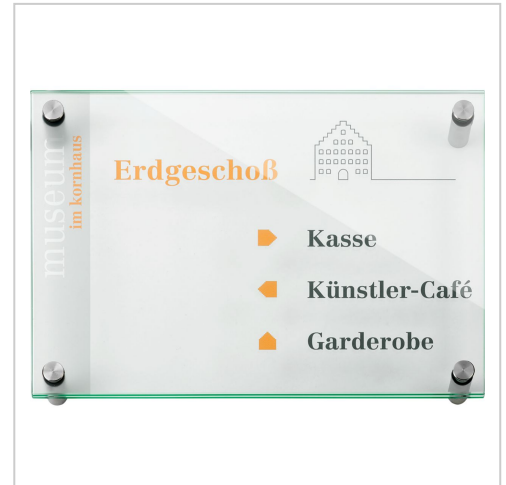 museum
im kornhaus
Erdgeschoß
Kasse
Künstler-Café
Garderobe